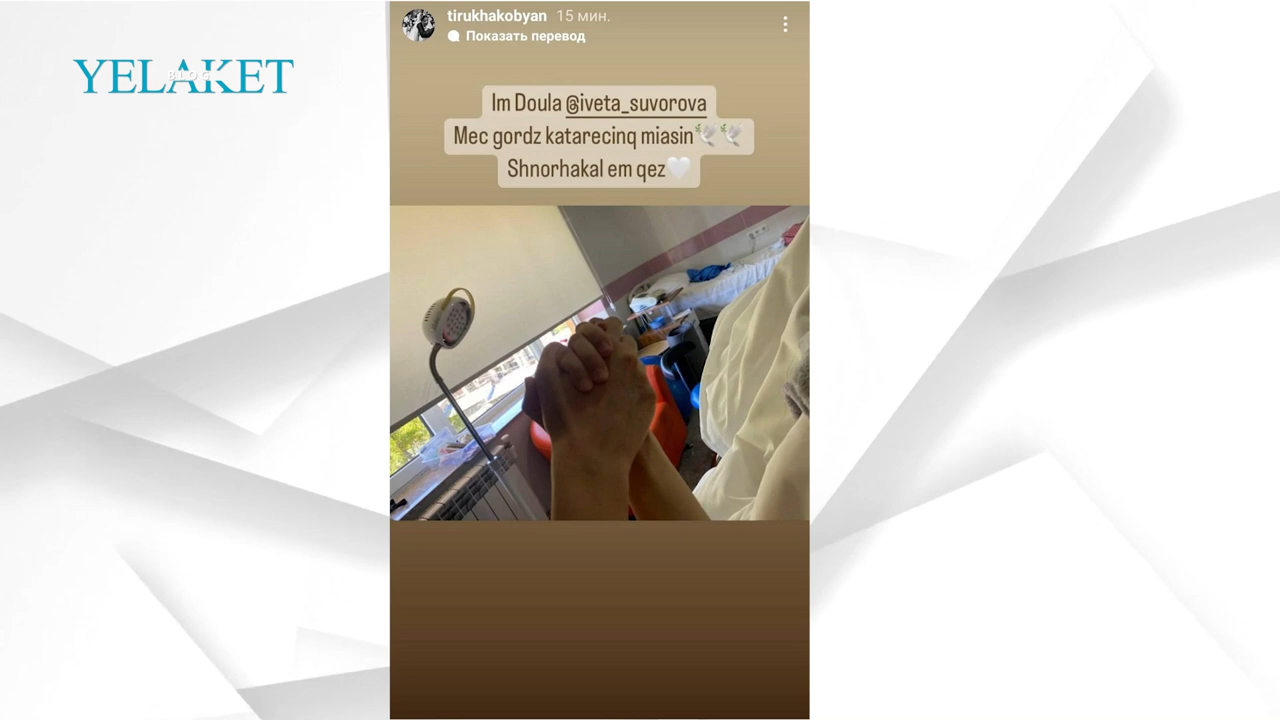 YELAKET
BLOG
tirukhakobyan 15 мин.
Показать перевод
Im Doula @iveta_suvorova
Mec gordz katarecinq miasin🕊️🕊️
Shnorhakal em qez🤍